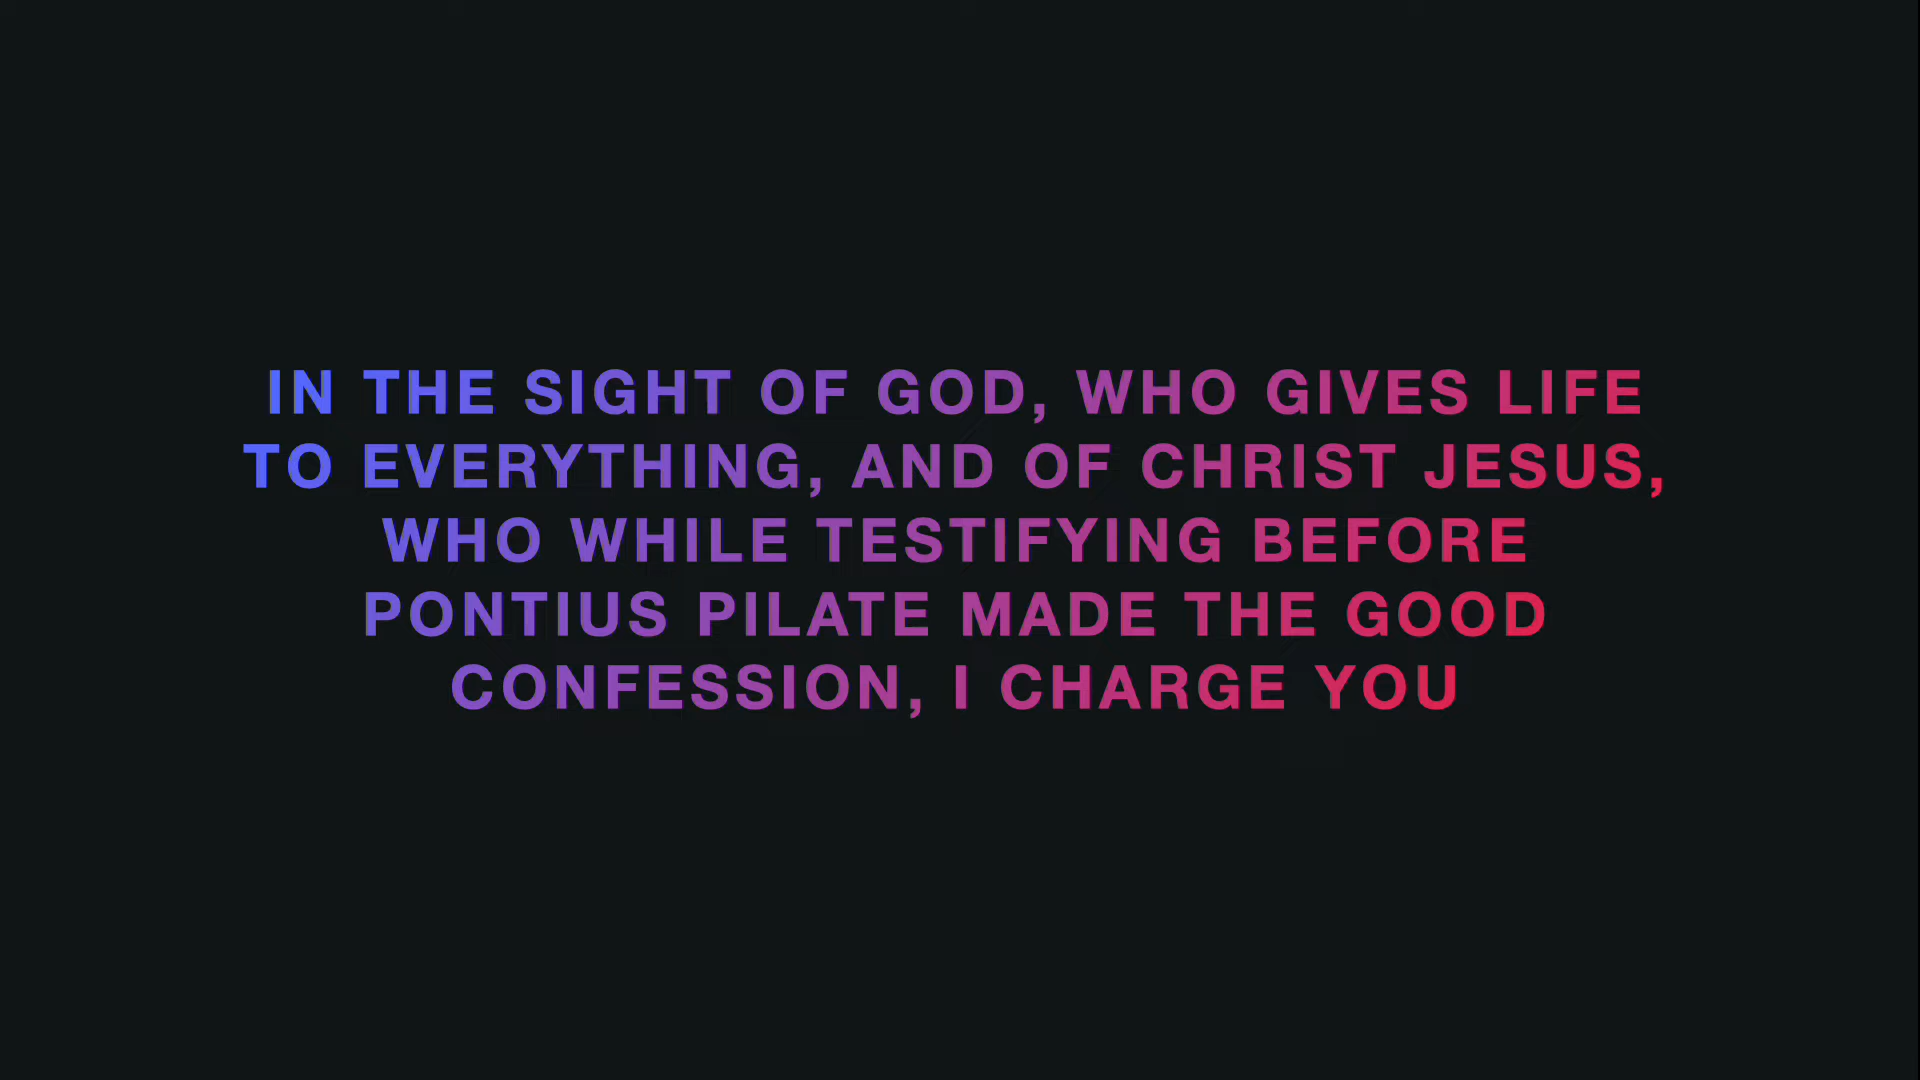 IN THE SIGHT OF GOD, WHO GIVES LIFE
TO EVERYTHING, AND OF CHRIST JESUS,
WHO WHILE TESTIFYING BEFORE
PONTIUS PILATE MADE THE GOOD
CONFESSION, I CHARGE YOU